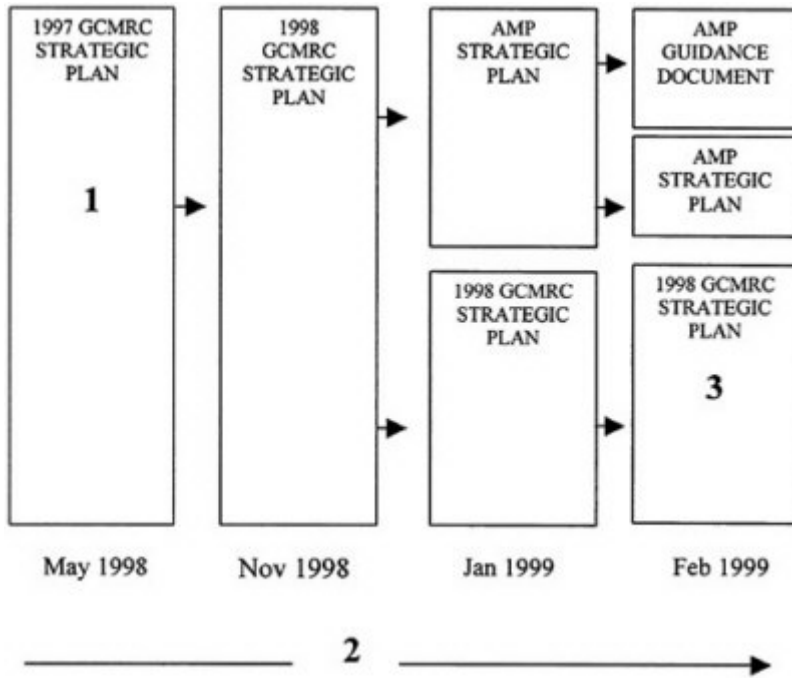 1997 GCMRC
STRATEGIC
PLAN
1
1998
GCMRC
STRATEGIC
PLAN
AMP
STRATEGIC
PLAN
AMP
GUIDANCE
DOCUMENT
AMP
STRATEGIC
PLAN
1998 GCMRC
STRATEGIC
PLAN
1998 GCMRC
STRATEGIC
PLAN
3
May 1998
Nov 1998
Jan 1999
Feb 1999
2